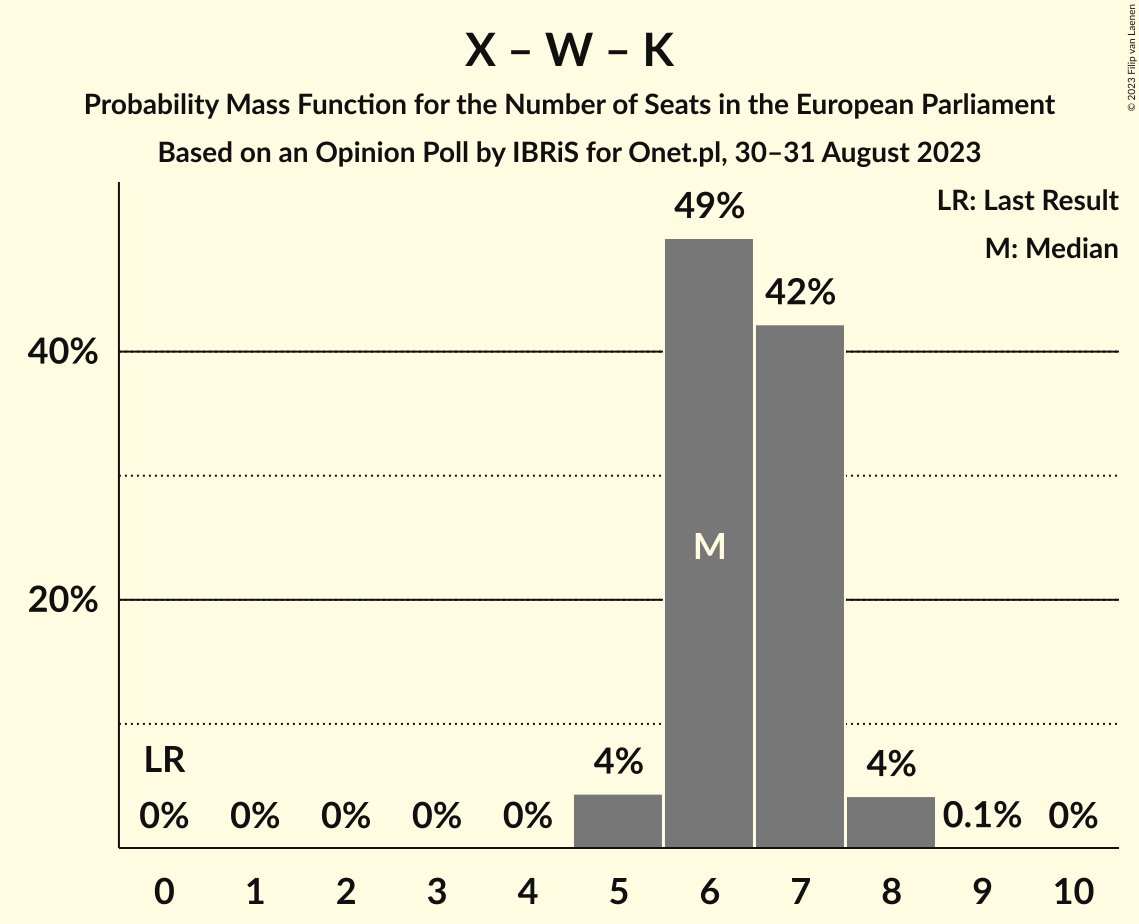 X – W – K
Probability Mass Function for the Number of Seats in the European Parliament
Based on an Opinion Poll by IBRiS for Onet.pl, 30–31 August 2023
© 2023 Filip van Laenen
LR: Last Result
M: Median
49%
42%
40%
M
20%
LR
4%
4%
0% 0% 0% 0% 0% 0.1% 0%
0 1 2 3 4 5 6 7 8 9 10